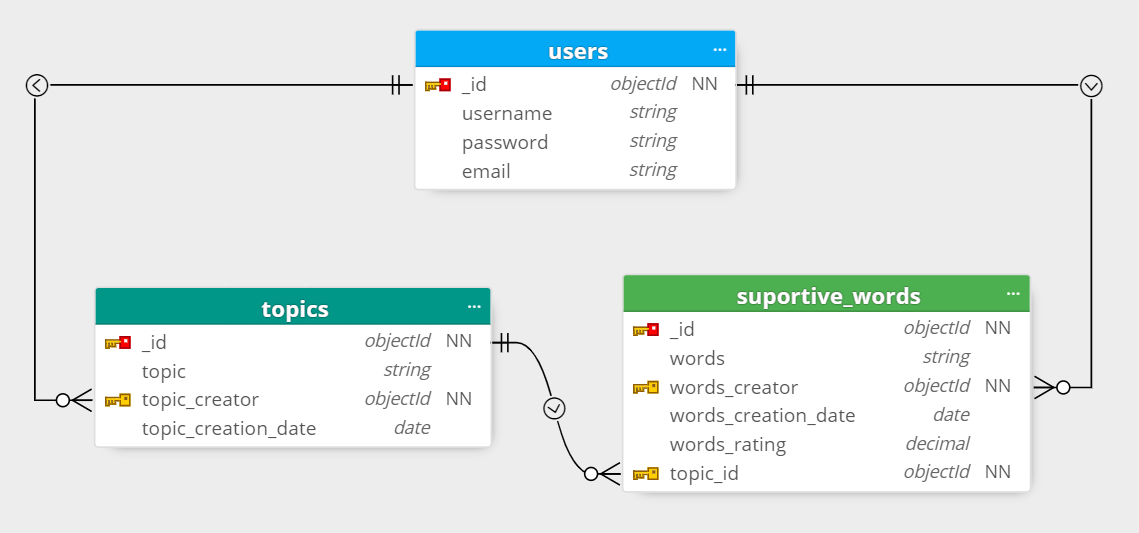 users ...
_id objectId NN
username string
password string
email string
topics ...
_id objectId NN
topic string
topic_creator objectId NN
topic_creation_date date
suportive_words ...
_id objectId NN
words string
words_creator objectId NN
words_creation_date date
words_rating decimal
topic_id objectId NN